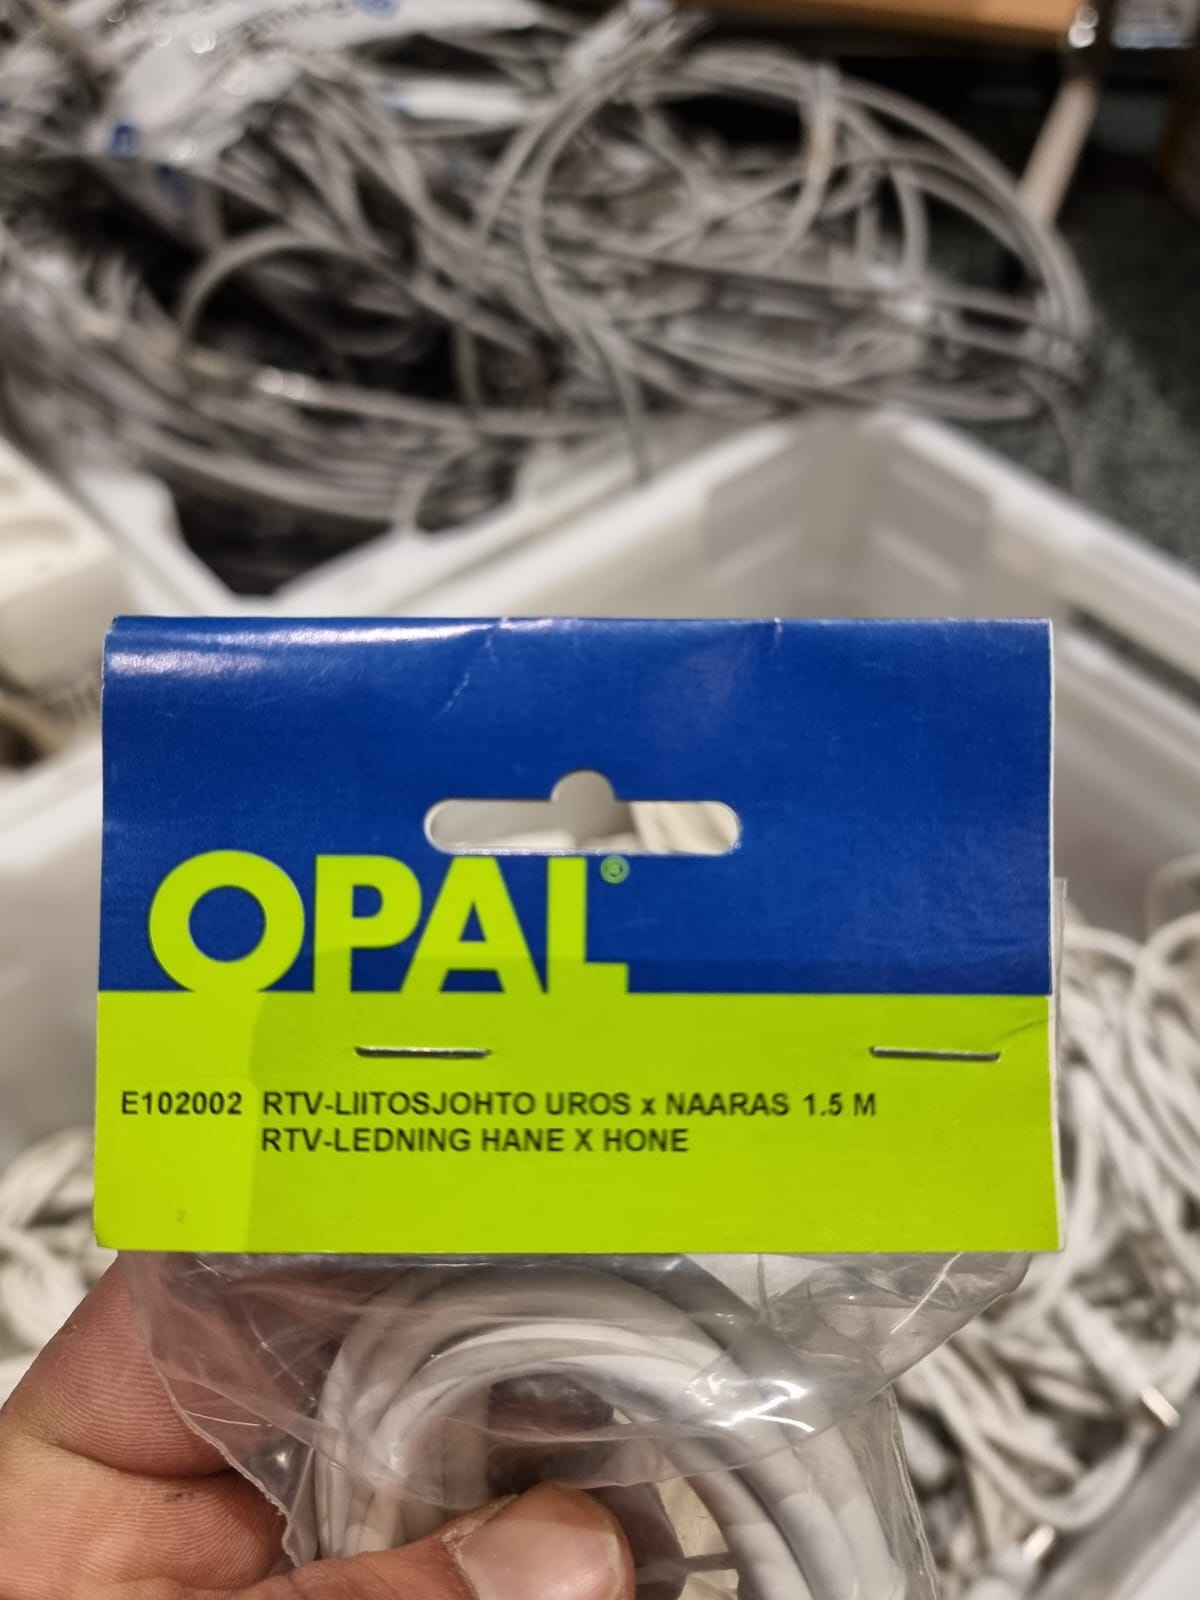 OPAL®
E102002 RTV-LIITOSJOHTO UROS x NAARAS 1.5 M
RTV-LEDNING HANE X HONE